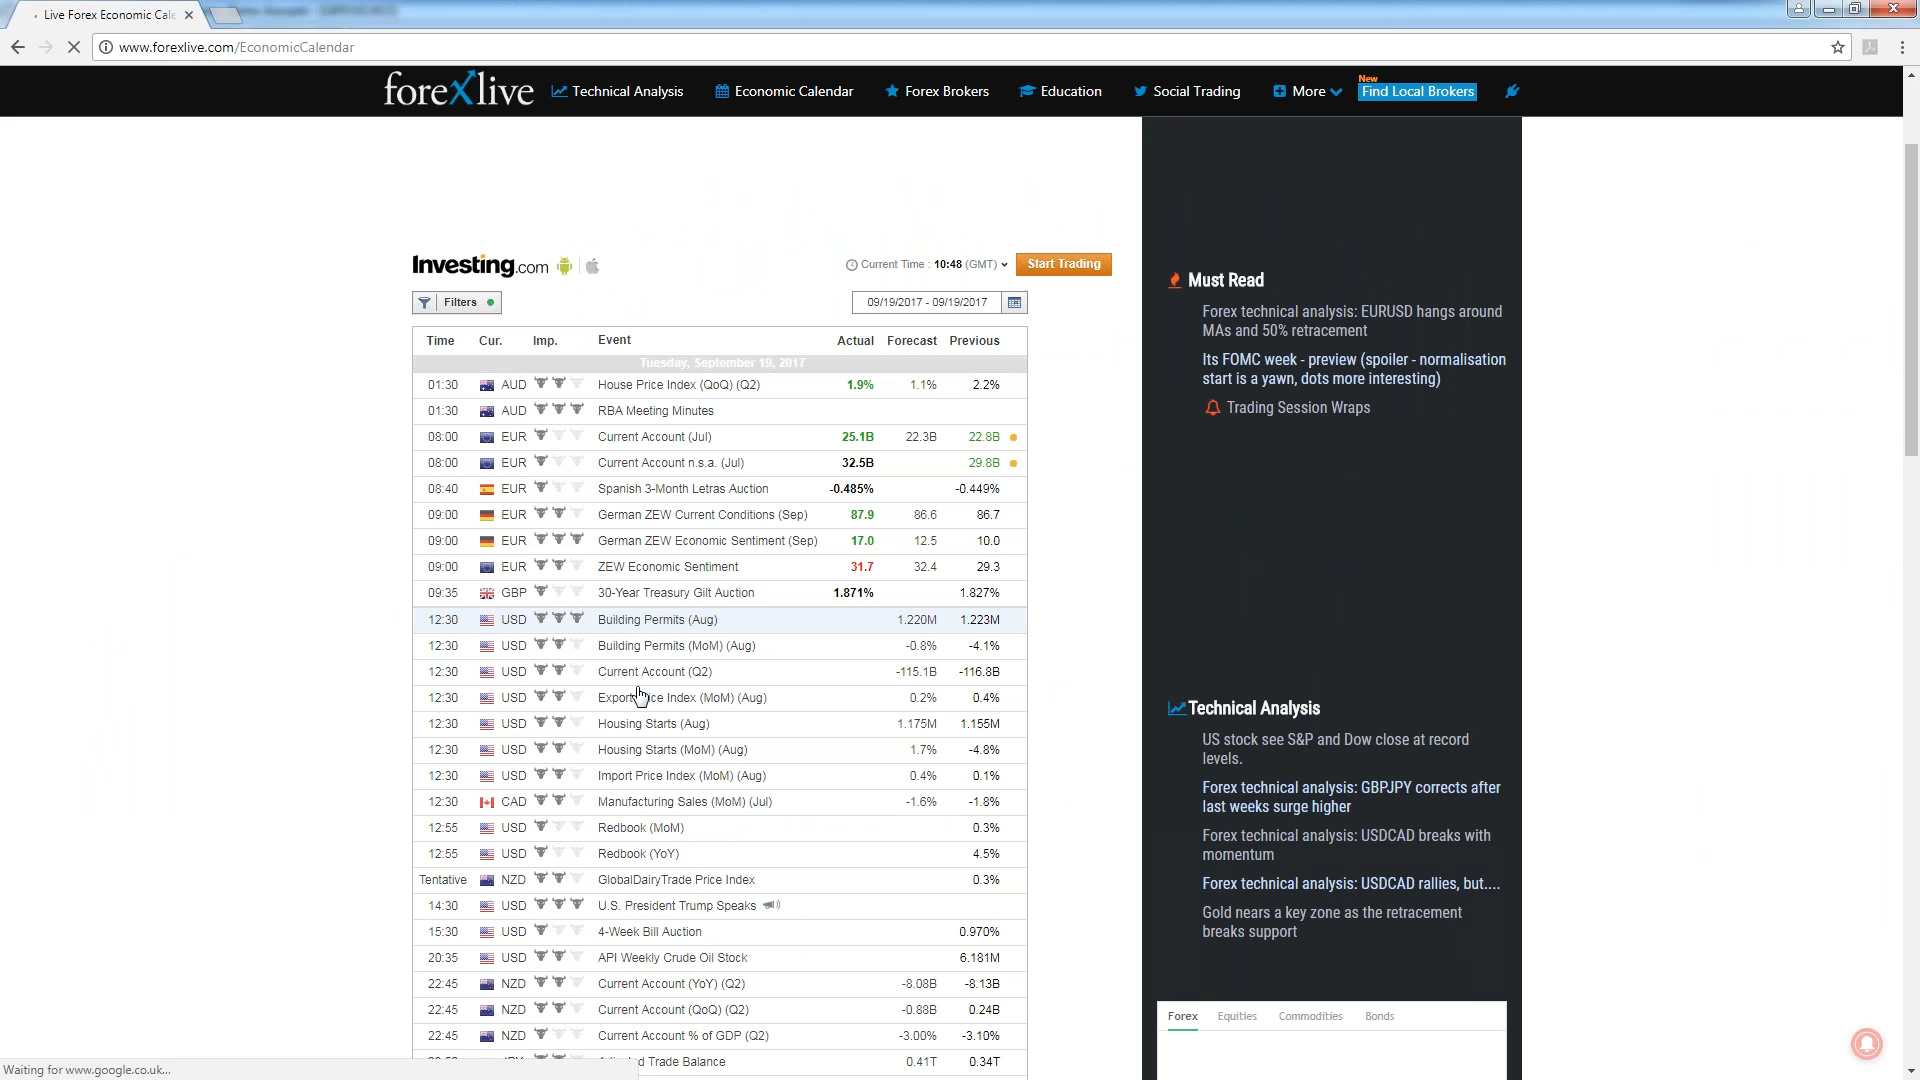 Live Forex Economic Cale
www.forexlive.com/EconomicCalendar
forexlive Technical Analysis Economic Calendar Forex Brokers Education Social Trading More New Find Local Brokers
Investing.com Current Time : 10:48 (GMT) Start Trading
Filters 09/19/2017 - 09/19/2017
Time Cur. Imp. Event Actual Forecast Previous
Tuesday, September 19, 2017
01:30 AUD House Price Index (QoQ) (Q2) 1.9% 1.1% 2.2%
01:30 AUD RBA Meeting Minutes
08:00 EUR Current Account (Jul) 25.1B 22.3B 22.8B
08:00 EUR Current Account n.s.a. (Jul) 32.5B 29.8B
08:40 EUR Spanish 3-Month Letras Auction -0.485% -0.449%
09:00 EUR German ZEW Current Conditions (Sep) 87.9 86.6 86.7
09:00 EUR German ZEW Economic Sentiment (Sep) 17.0 12.5 10.0
09:00 EUR ZEW Economic Sentiment 31.7 32.4 29.3
09:35 GBP 30-Year Treasury Gilt Auction 1.871% 1.827%
12:30 USD Building Permits (Aug) 1.220M 1.223M
12:30 USD Building Permits (MoM) (Aug) -0.8% -4.1%
12:30 USD Current Account (Q2) -115.1B -116.8B
12:30 USD Export ice Index (MoM) (Aug) 0.2% 0.4%
12:30 USD Housing Starts (Aug) 1.175M 1.155M
12:30 USD Housing Starts (MoM) (Aug) 1.7% -4.8%
12:30 USD Import Price Index (MoM) (Aug) 0.4% 0.1%
12:30 CAD Manufacturing Sales (MoM) (Jul) -1.6% -1.8%
12:55 USD Redbook (MoM) 0.3%
12:55 USD Redbook (YoY) 4.5%
Tentative NZD GlobalDairyTrade Price Index 0.3%
14:30 USD U.S. President Trump Speaks
15:30 USD 4-Week Bill Auction 0.970%
20:35 USD API Weekly Crude Oil Stock 6.181M
22:45 NZD Current Account (YoY) (Q2) -8.08B -8.13B
22:45 NZD Current Account (QoQ) (Q2) -0.88B 0.24B
22:45 NZD Current Account % of GDP (Q2) -3.00% -3.10%
d Trade Balance 0.41T 0.34T
Waiting for www.google.co.uk...
Must Read
Forex technical analysis: EURUSD hangs around
MAs and 50% retracement
Its FOMC week - preview (spoiler - normalisation
start is a yawn, dots more interesting)
Trading Session Wraps
Technical Analysis
US stock see S&P and Dow close at record
levels.
Forex technical analysis: GBPJPY corrects after
last weeks surge higher
Forex technical analysis: USDCAD breaks with
momentum
Forex technical analysis: USDCAD rallies, but....
Gold nears a key zone as the retracement
breaks support
Forex Equities Commodities Bonds